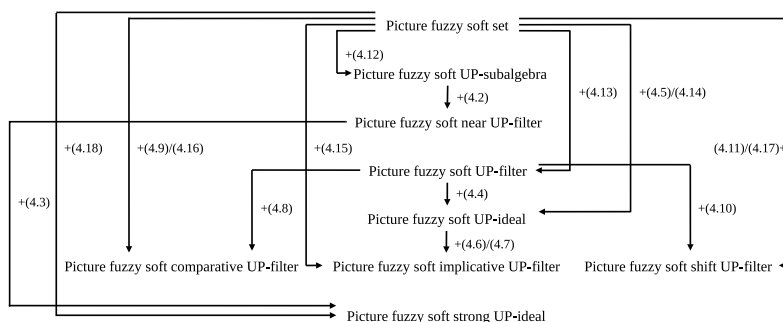 Picture fuzzy soft set
+(4.12)
Picture fuzzy soft UP-subalgebra
+(4.13)
+(4.5)/(4.14)
+(4.2)
Picture fuzzy soft near UP-filter
+(4.18)
+(4.9)/(4.16)
+(4.15)
(4.11)/(4.17)+
Picture fuzzy soft UP-filter
+(4.3)
+(4.8)
+(4.4)
+(4.10)
Picture fuzzy soft UP-ideal
+(4.6)/(4.7)
Picture fuzzy soft comparative UP-filter
Picture fuzzy soft implicative UP-filter
Picture fuzzy soft shift UP-filter
Picture fuzzy soft strong UP-ideal